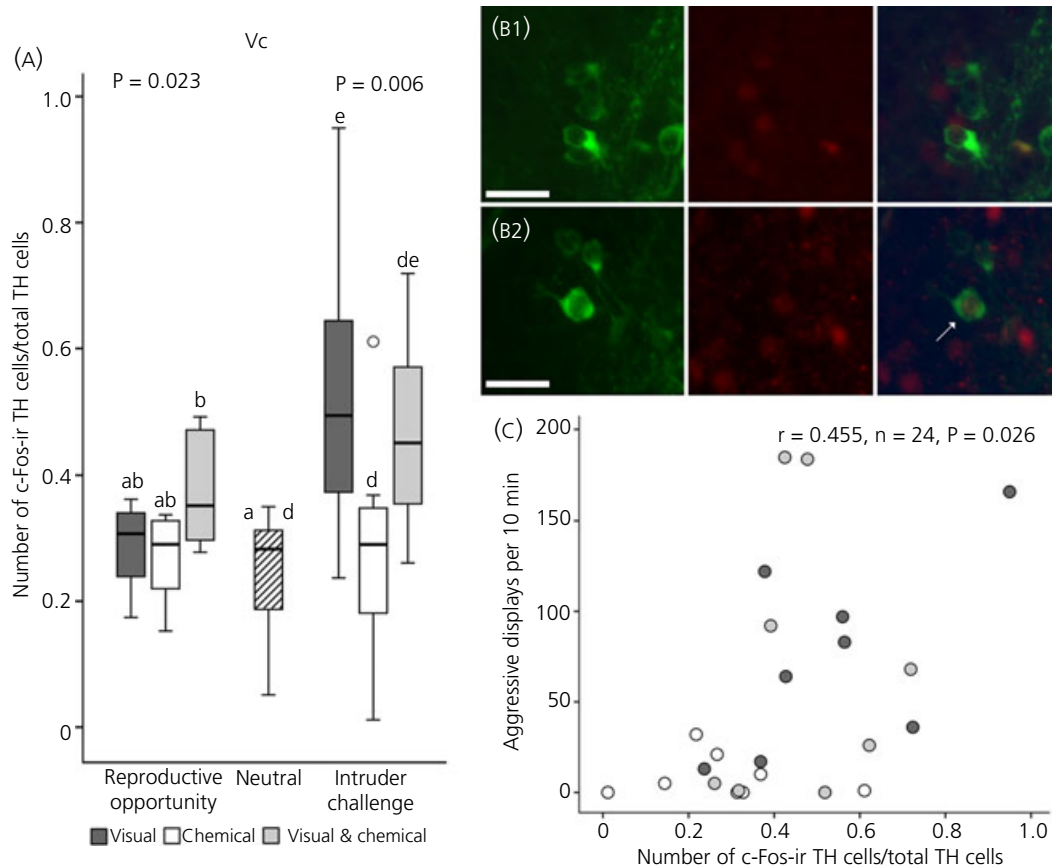 (A)
Vc
P = 0.023
P = 0.006
Number of c-Fos-ir TH cells/total TH cells
1.0
0.8
0.6
0.4
0.2
0
ab
ab
b
a
d
e
d
de
Reproductive opportunity
Neutral
Intruder challenge
Visual
Chemical
Visual & chemical
(B1)
(B2)
(C)
r = 0.455, n = 24, P = 0.026
Aggressive displays per 10 min
200
150
100
50
0
0
0.2
0.4
0.6
0.8
1.0
Number of c-Fos-ir TH cells/total TH cells